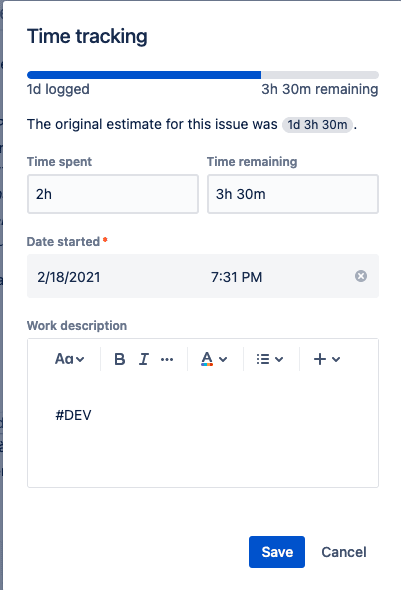 Time tracking
1d logged 3h 30m remaining
The original estimate for this issue was 1d 3h 30m.
Time spent Time remaining
2h 3h 30m
Date started *
2/18/2021 7:31 PM
Work description
Aa B I ... A +
#DEV
Save Cancel